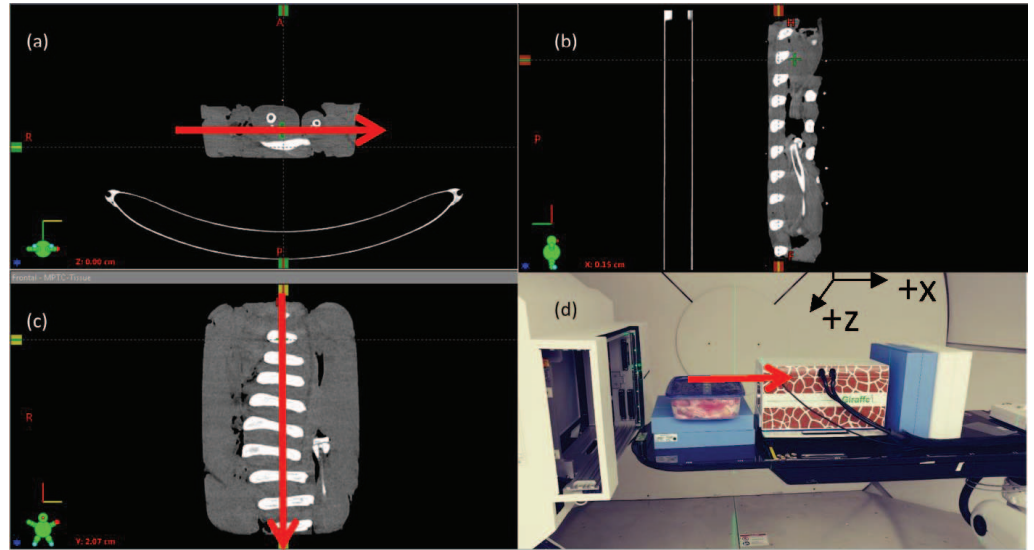 (a)
A
R
P
Z: 0.00 cm
(b)
P
X: 0.15 cm
Frontal - MPTC-Tissue
(c)
R
Y: 2.07 cm
(d)
+X
+Z
Giraffe